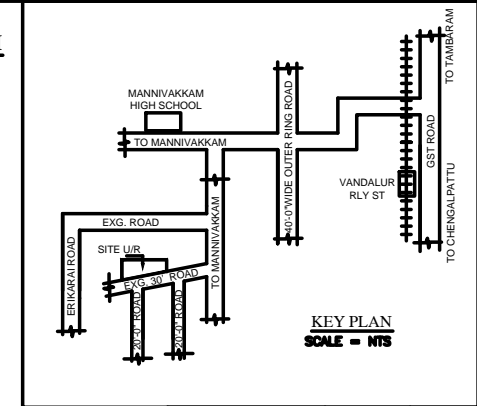 MANNIVAKKAM
HIGH SCHOOL
TO MANNIVAKKAM
40'-0"WIDE OUTER RING ROAD
TO TAMBARAM
GST ROAD
VANDALUR
RLY ST
TO CHENGALPATTU
EXG. ROAD
TO MANNIVAKKAM
SITE U/R
ERIKARAI ROAD
EXG. 30' ROAD
20'-0" ROAD
20'-0" ROAD
KEY PLAN
SCALE = NTS